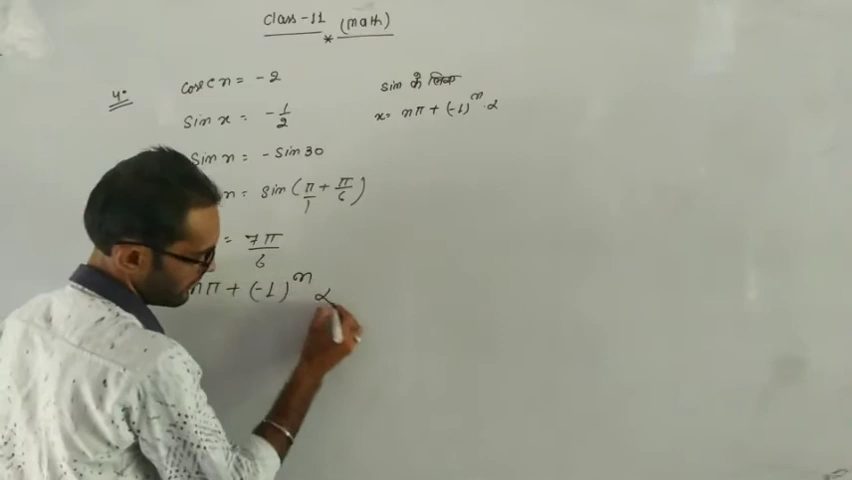 Class-11 (Math)
*
4.
Cosec x = -2
Sin x = -1/2
Sin x = - Sin 30
x = Sin (π/1 + π/6)
= 7π/6
nπ + (-1)^n α
Sin के लिए
x = nπ + (-1)^n . α